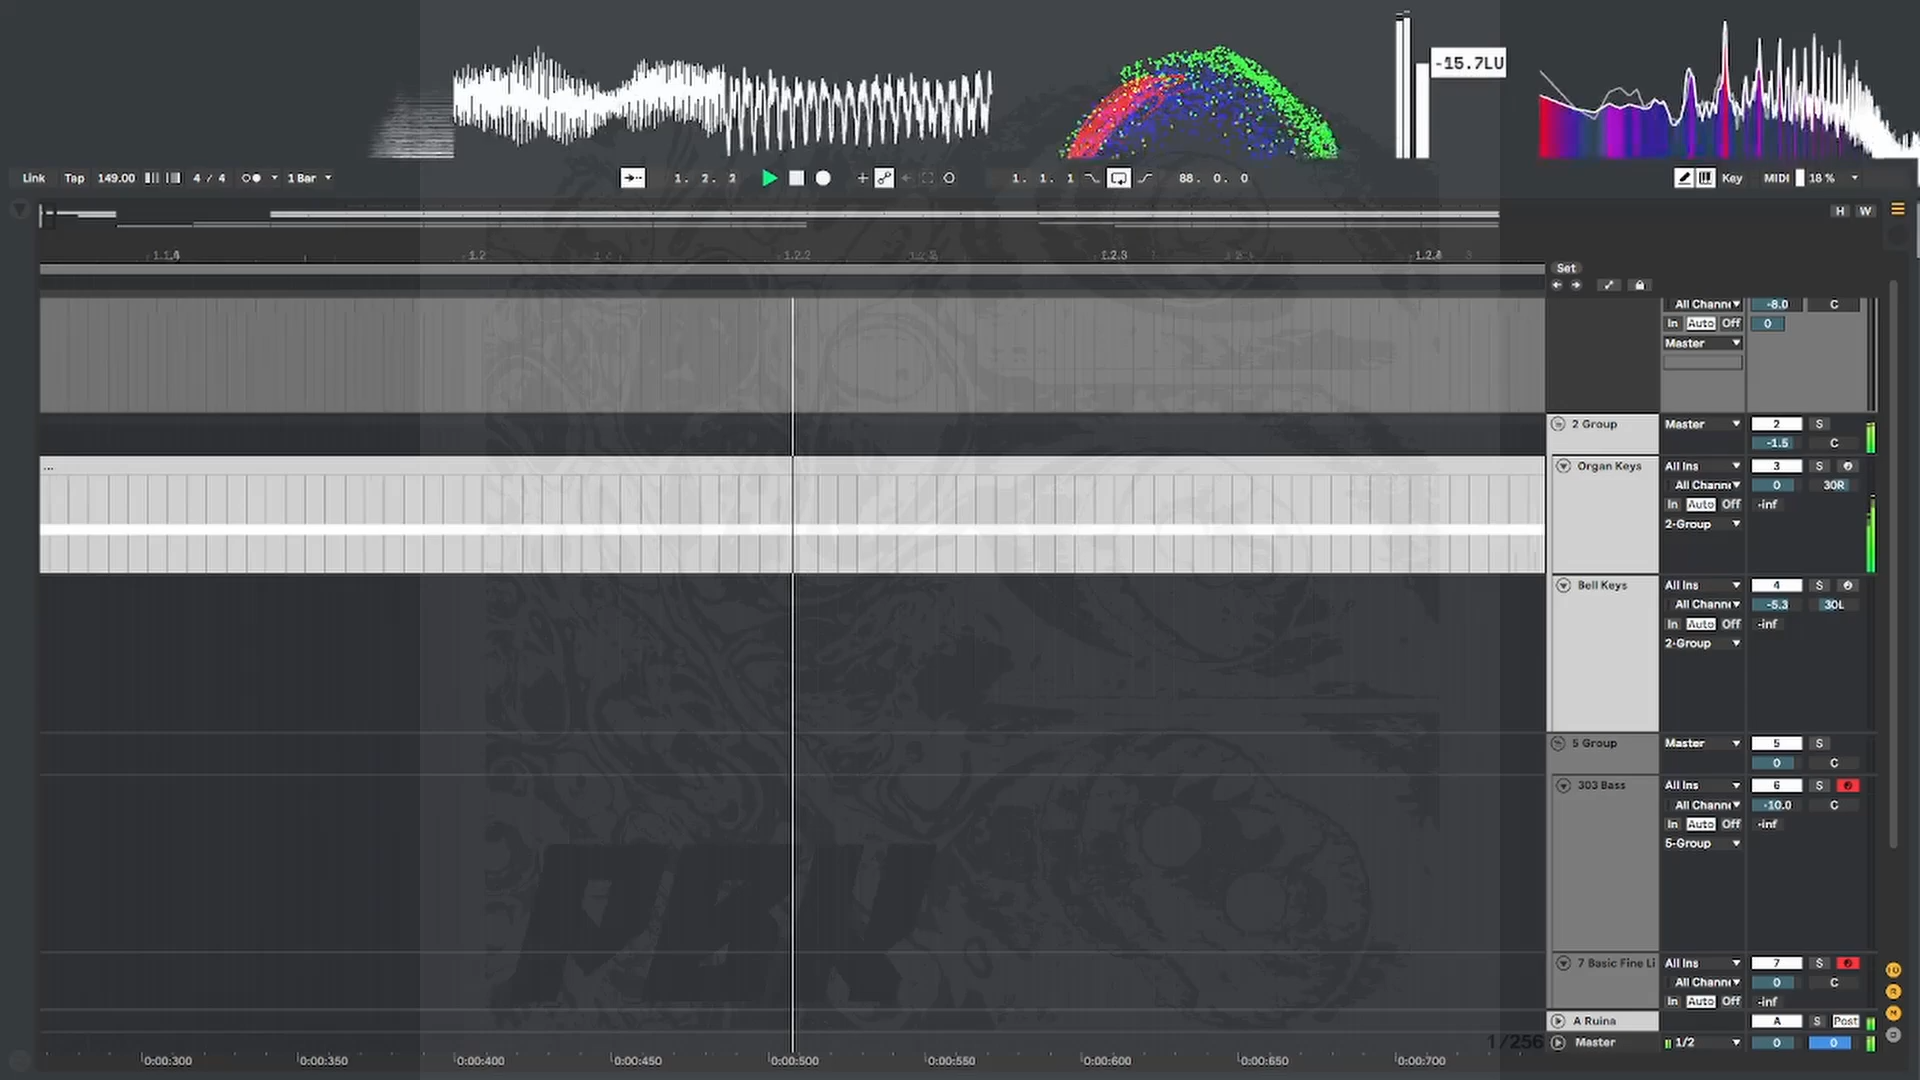 -15.7LU
Link Tap 149.00 4 / 4 1 Bar 1. 2. 2 1. 1. 1 88. 0. 0 Key MIDI 18 %
H W
1.1.4 1.2 1.2.2 1.2.3 1.2.4
Set
All Chann -8.0 C
In Auto Off 0
Master
2 Group Master 2 S
-1.5 C
...
Organ Keys All Ins 3 S
All Chann 0 30R
In Auto Off -inf
2-Group
Bell Keys All Ins 4 S
All Chann -5.3 30L
In Auto Off -inf
2-Group
5 Group Master 5 S
0 C
303 Bass All Ins 6 S
All Chann -10.0 C
In Auto Off -inf
5-Group
PBK
7 Basic Fine Li All Ins 7 S
All Chann 0 C
In Auto Off -inf
A Ruina A S Post
1/256
Master 1/2 0 0
0:00:300 0:00:350 0:00:400 0:00:450 0:00:500 0:00:550 0:00:600 0:00:650 0:00:700